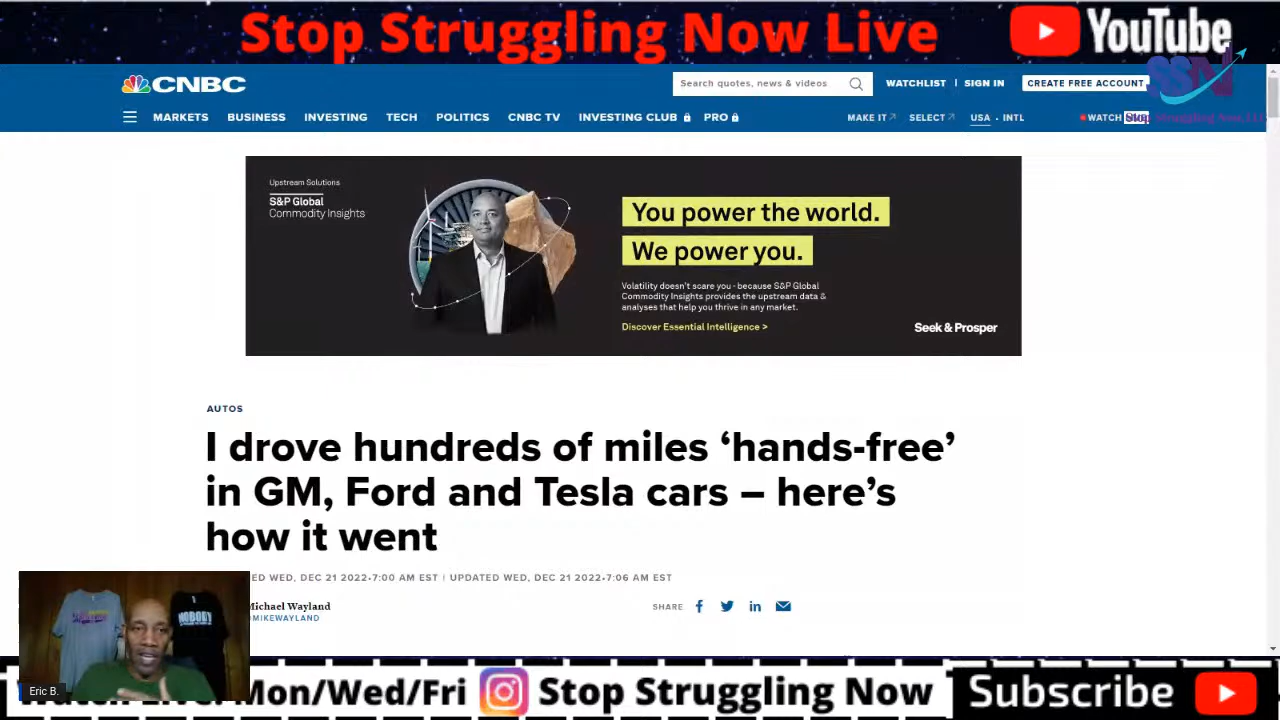 Stop Struggling Now Live
YouTube
CNBC
Search quotes, news & videos
WATCHLIST | SIGN IN
CREATE FREE ACCOUNT
SSN
MARKETS BUSINESS INVESTING TECH POLITICS CNBC TV INVESTING CLUB PRO
MAKE IT SELECT USA · INTL
WATCH
Stop Struggling Now,
Upstream Solutions
S&P Global
Commodity Insights
You power the world.
We power you.
Volatility doesn't scare you - because S&P Global
Commodity Insights provides the upstream data &
analyses that help you thrive in any market.
Discover Essential Intelligence >
Seek & Prosper
AUTOS
I drove hundreds of miles ‘hands-free’
in GM, Ford and Tesla cars – here’s
how it went
ED WED, DEC 21 2022•7:00 AM EST | UPDATED WED, DEC 21 2022•7:06 AM EST
Michael Wayland
MIKEWAYLAND
SHARE
NOBODY
Eric B.
Mon/Wed/Fri
Stop Struggling Now
Subscribe